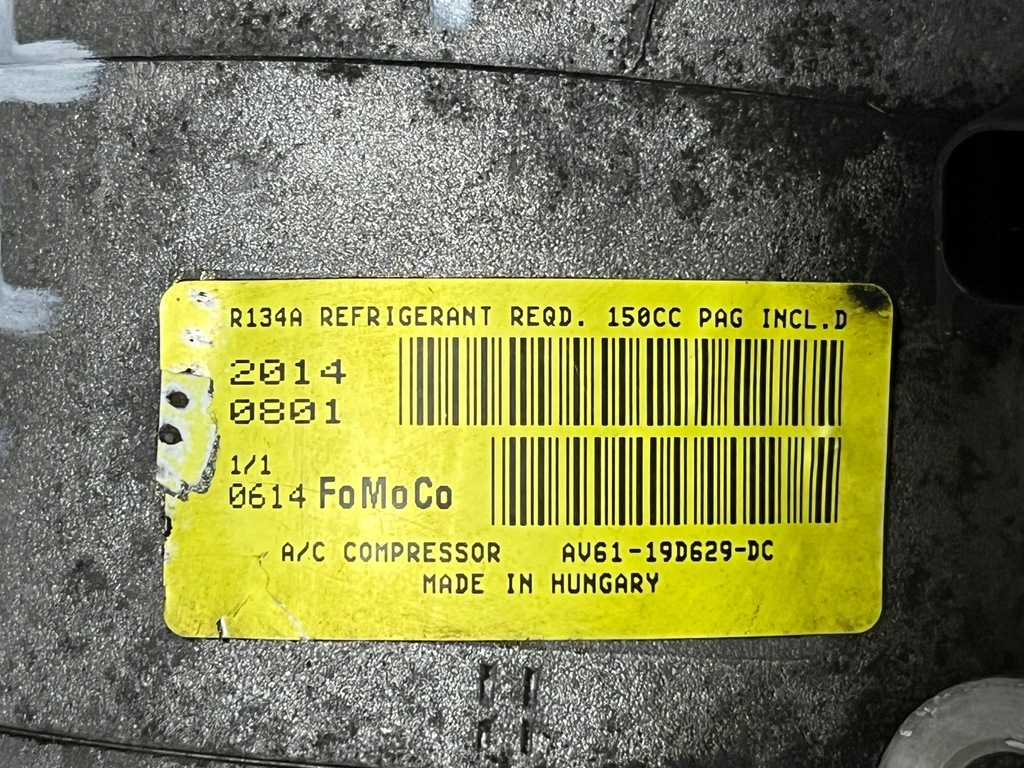 R134A REFRIGERANT REQD. 150CC PAG INCL.D
2014
0801
1/1
0614 FoMoCo
A/C COMPRESSOR AV61-19D629-DC
MADE IN HUNGARY